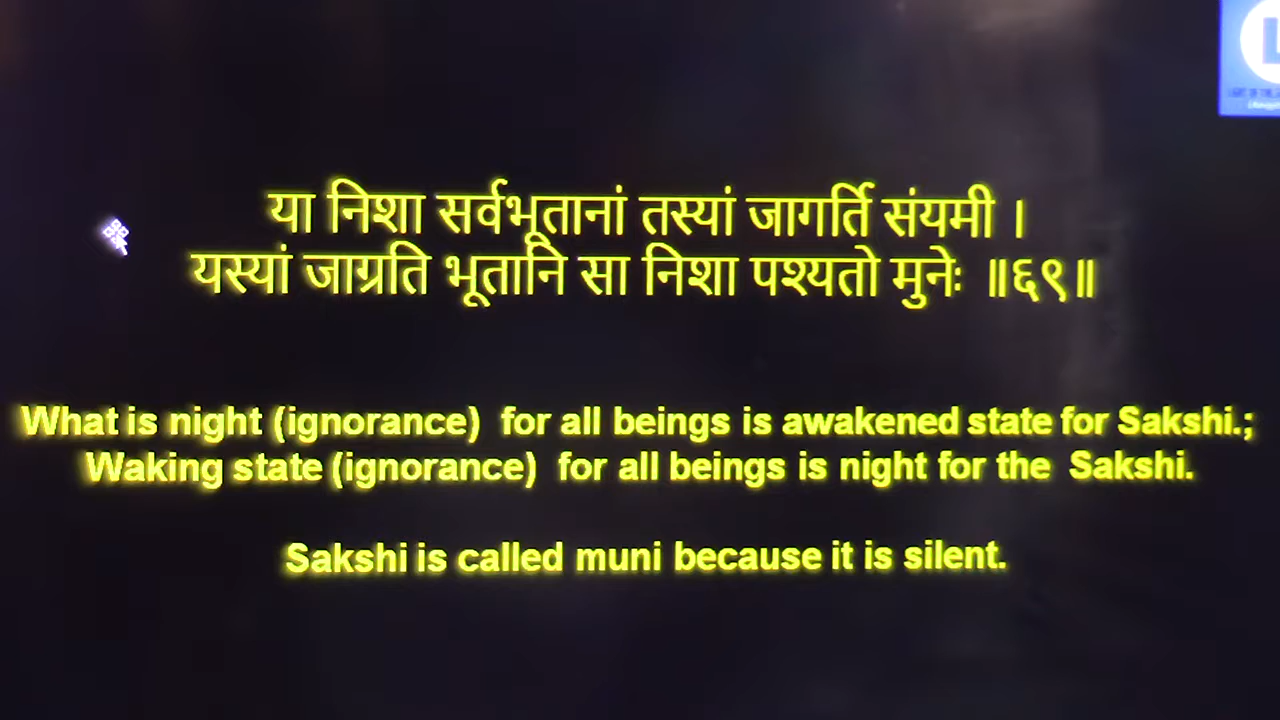 या निशा सर्वभूतानां तस्यां जागर्ति संयमी ।
यस्यां जाग्रति भूतानि सा निशा पश्यतो मुनेः ॥६९॥
What is night (ignorance) for all beings is awakened state for Sakshi.;
Waking state (ignorance) for all beings is night for the Sakshi.
Sakshi is called muni because it is silent.